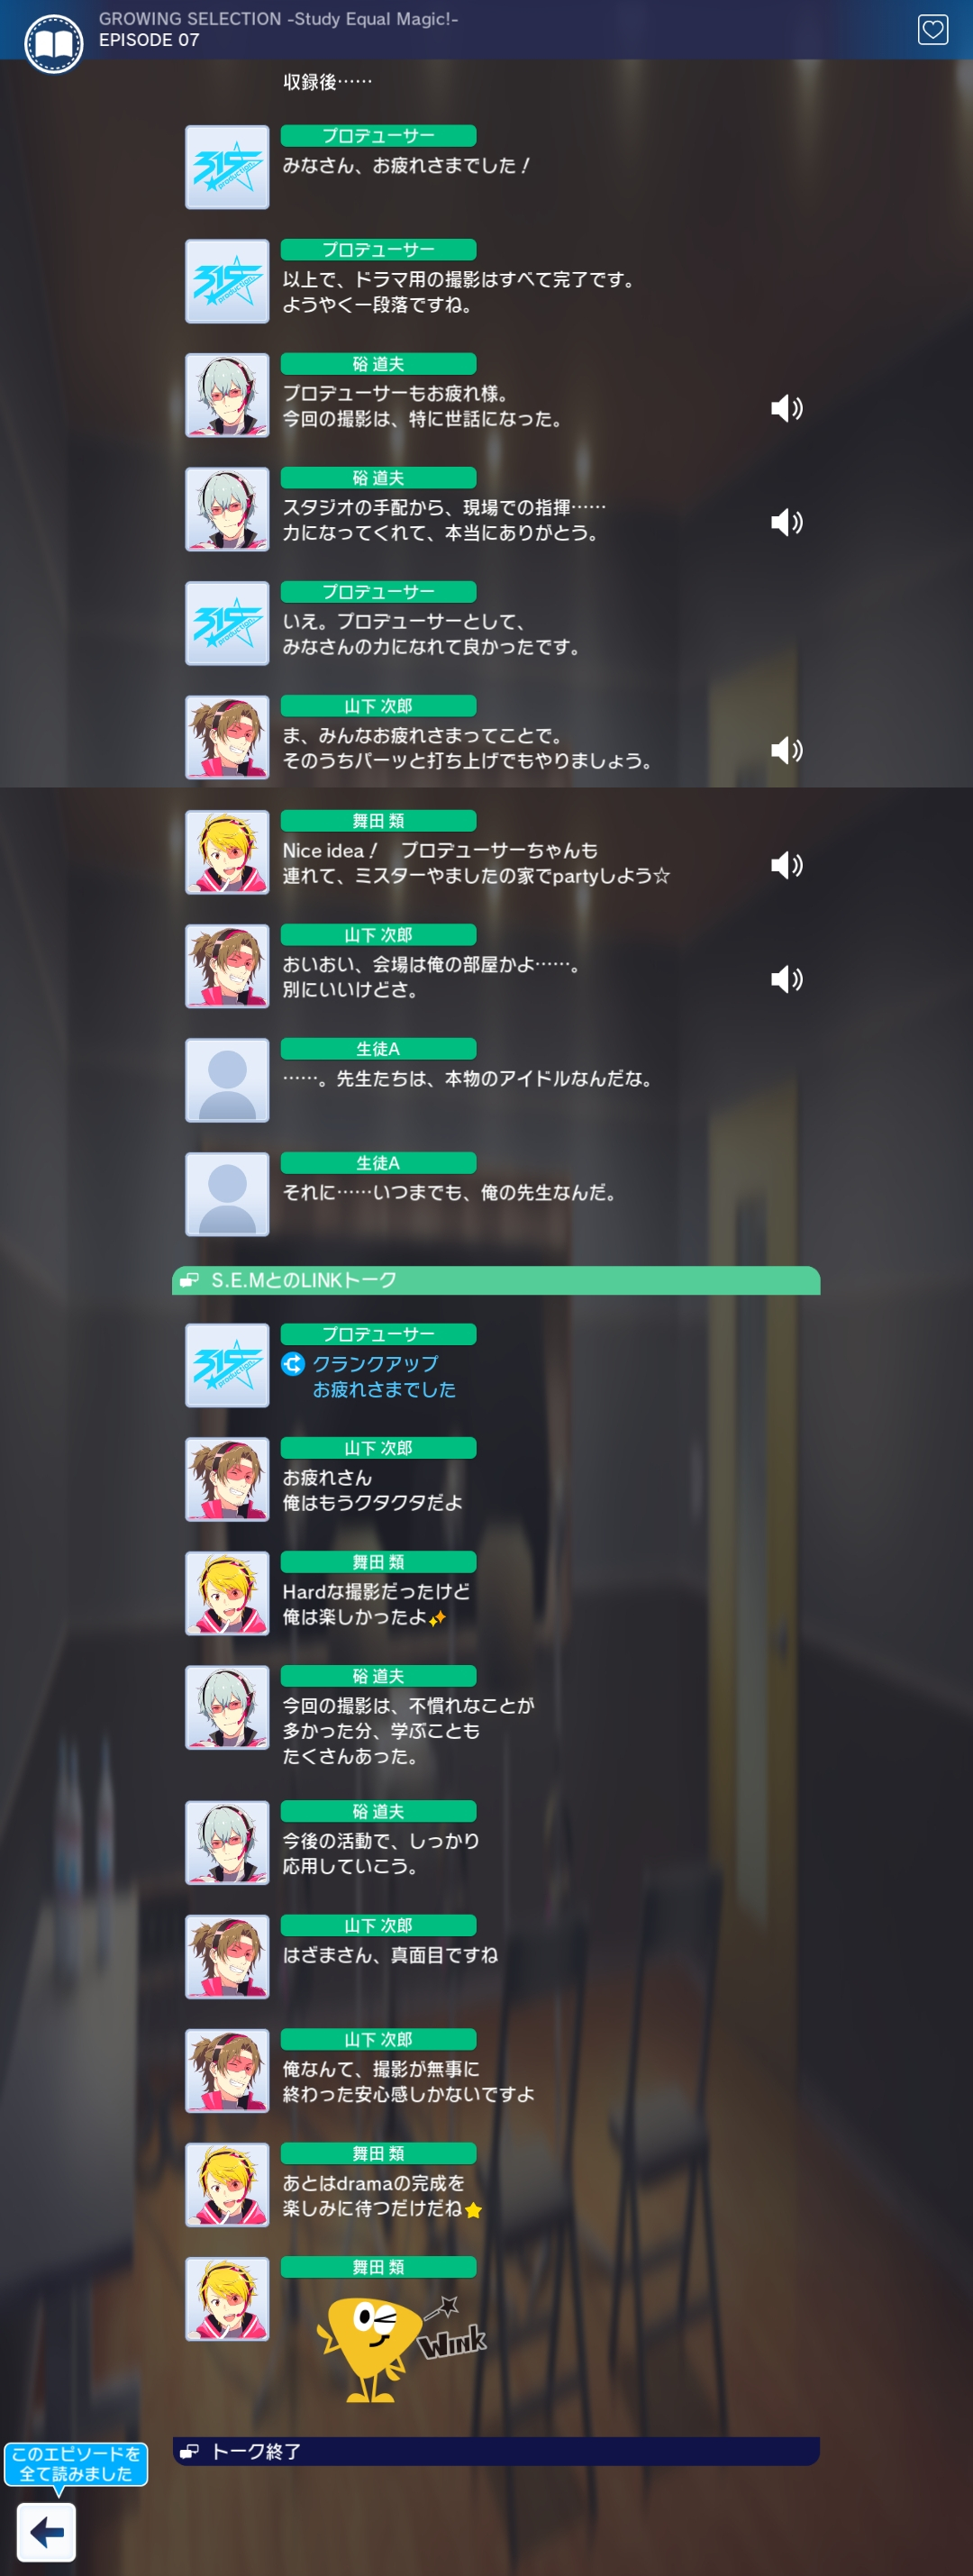 GROWING SELECTION -Study Equal Magic!-
EPISODE 07
収録後……
315 production
プロデューサー
みなさん、お疲れさまでした！
315 production
プロデューサー
以上で、ドラマ用の撮影はすべて完了です。
ようやく一段落ですね。
硲 道夫
プロデューサーもお疲れ様。
今回の撮影は、特に世話になった。
硲 道夫
スタジオの手配から、現場での指揮……
力になってくれて、本当にありがとう。
315 production
プロデューサー
いえ。プロデューサーとして、
みなさんの力になれて良かったです。
山下 次郎
ま、みんなお疲れさまってことで。
そのうちパーッと打ち上げでもやりましょう。
舞田 類
Nice idea！　プロデューサーちゃんも
連れて、ミスターやましたの家でpartyしよう☆
山下 次郎
おいおい、会場は俺の部屋かよ……。
別にいいけどさ。
生徒A
……。先生たちは、本物のアイドルなんだな。
生徒A
それに……いつまでも、俺の先生なんだ。
S.E.MとのLINKトーク
315 production
プロデューサー
クランクアップ
お疲れさまでした
山下 次郎
お疲れさん
俺はもうクタクタだよ
舞田 類
Hardな撮影だったけど
俺は楽しかったよ✨
硲 道夫
今回の撮影は、不慣れなことが
多かった分、学ぶことも
たくさんあった。
硲 道夫
今後の活動で、しっかり
応用していこう。
山下 次郎
はざまさん、真面目ですね
山下 次郎
俺なんて、撮影が無事に
終わった安心感しかないですよ
舞田 類
あとはdramaの完成を
楽しみに待つだけだね⭐
舞田 類
Wink
トーク終了
このエピソードを
全て読みました